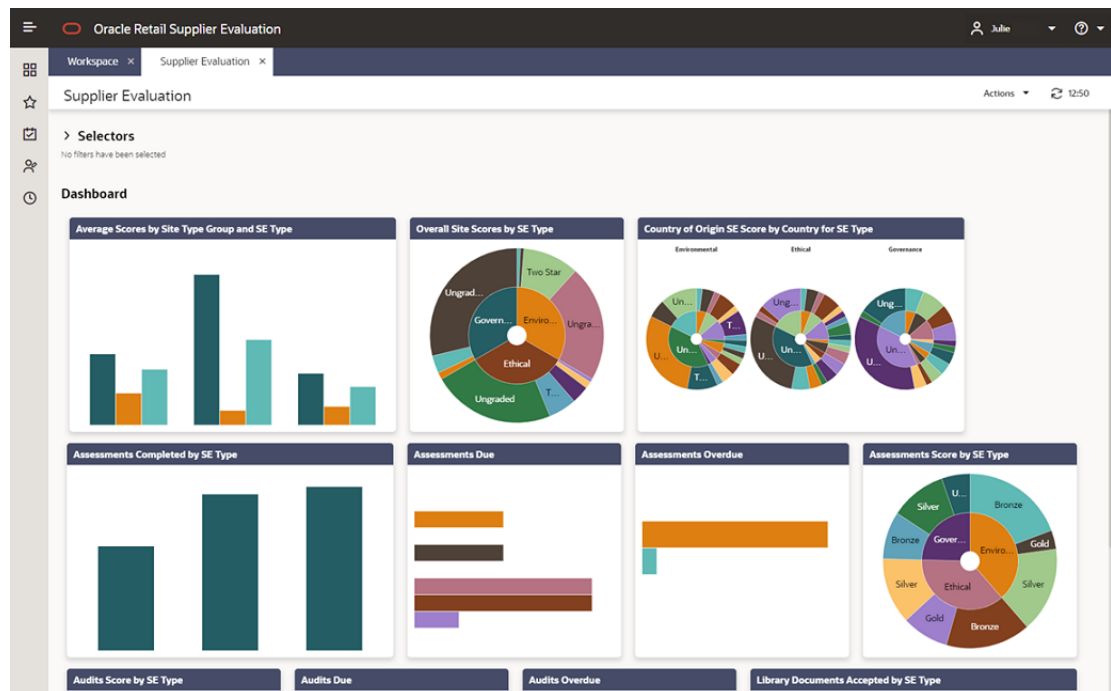 Oracle Retail Supplier Evaluation
Julie
Workspace ×
Supplier Evaluation ×
Supplier Evaluation
Actions
12:50
Selectors
No filters have been selected
Dashboard
Average Scores by Site Type Group and SE Type
Overall Site Scores by SE Type
Two Star
Ungrad...
Govern...
Enviro...
Ungra...
Ethical
Ungraded
T...
Country of Origin SE Score by Country for SE Type
Environmental
Ethical
Governance
Un...
T...
U...
Un...
T...
Ung...
U...
Un...
Ung...
U...
Un...
Assessments Completed by SE Type
Assessments Due
Assessments Overdue
Assessments Score by SE Type
U...
Silver
Bronze
Bronze
Gover...
Enviro...
Gold
Silver
Ethical
Silver
Gold
Bronze
Audits Score by SE Type
Audits Due
Audits Overdue
Library Documents Accepted by SE Type